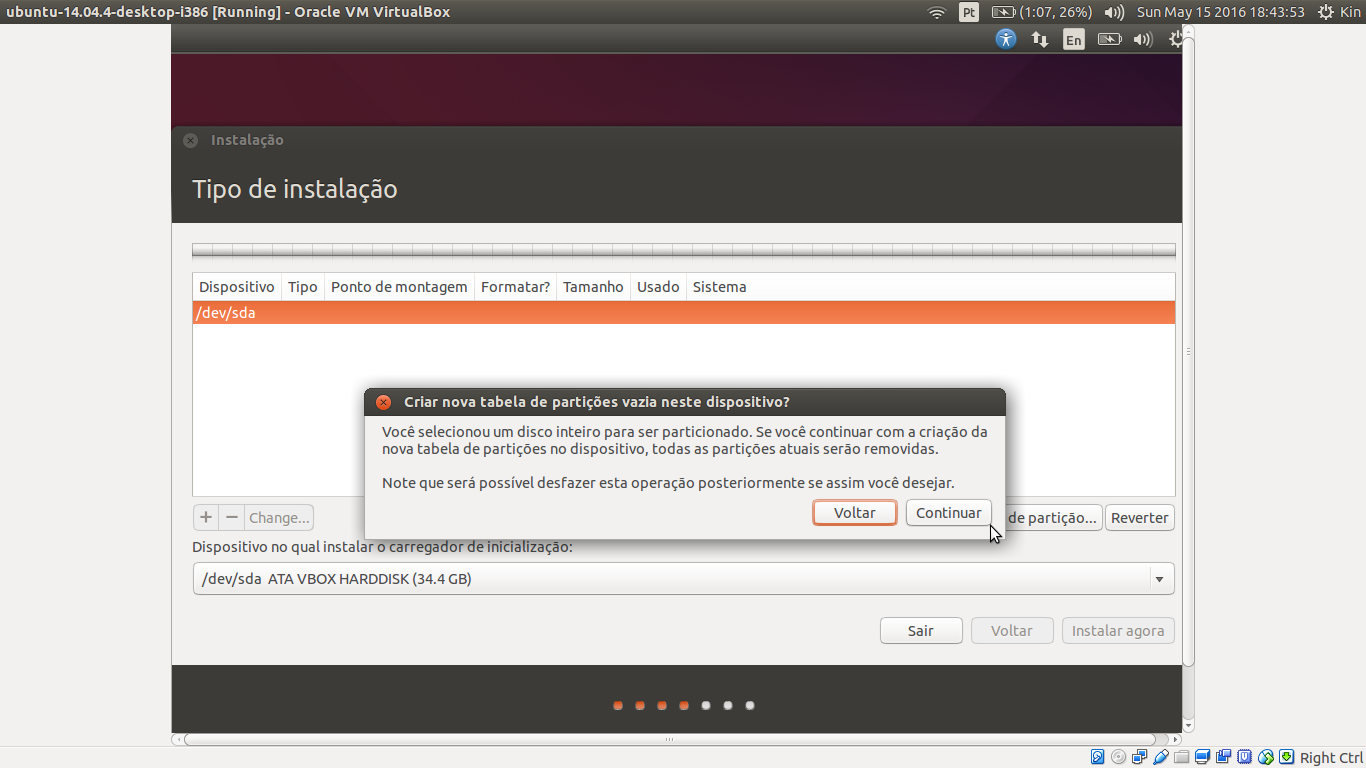 ubuntu-14.04.4-desktop-i386 [Running] - Oracle VM VirtualBox
Pt (1:07, 26%) Sun May 15 2016 18:43:53 Kin
En
Instalação
Tipo de instalação
Dispositivo Tipo Ponto de montagem Formatar? Tamanho Usado Sistema
/dev/sda
Criar nova tabela de partições vazia neste dispositivo?
Você selecionou um disco inteiro para ser particionado. Se você continuar com a criação da
nova tabela de partições no dispositivo, todas as partições atuais serão removidas.
Note que será possível desfazer esta operação posteriormente se assim você desejar.
Voltar Continuar
+ − Change... de partição... Reverter
Dispositivo no qual instalar o carregador de inicialização:
/dev/sda ATA VBOX HARDDISK (34.4 GB)
Sair Voltar Instalar agora
Right Ctrl